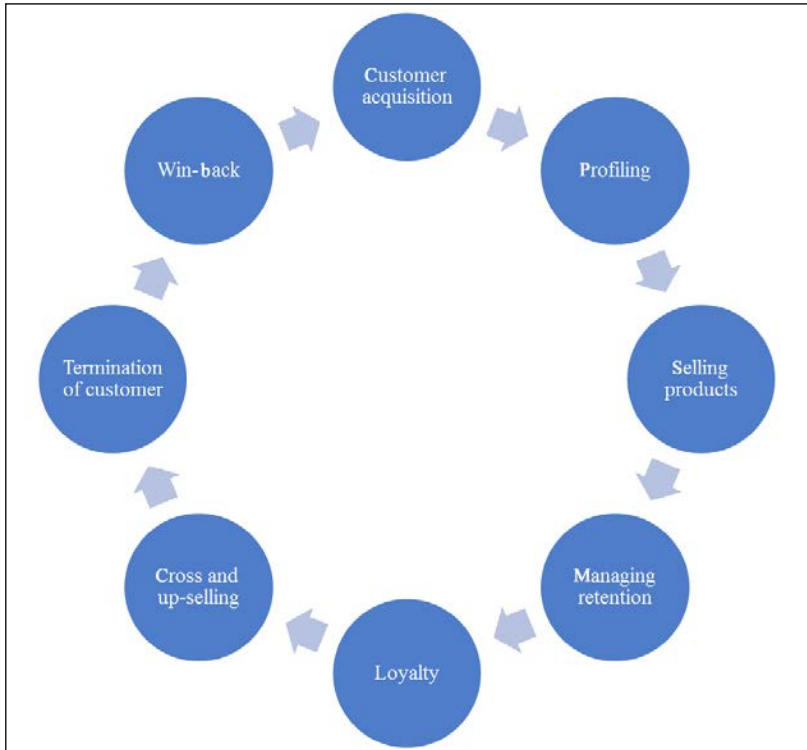 Customer
acquisition
Profiling
Selling
products
Managing
retention
Loyalty
Cross and
up-selling
Termination
of customer
Win-back